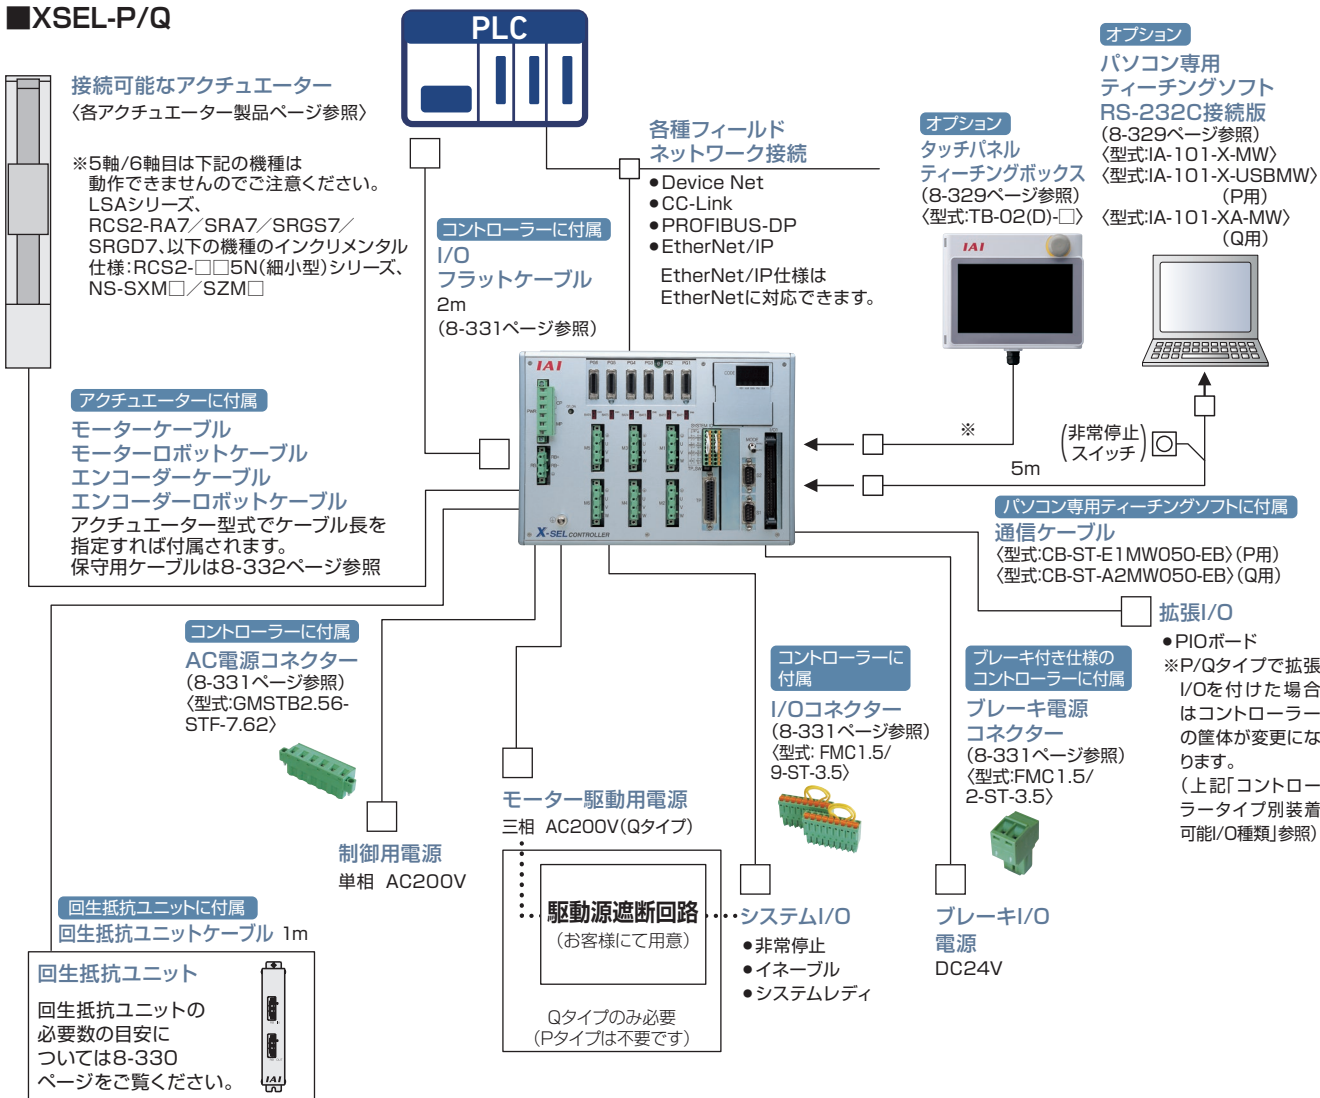 ■XSEL-P/Q
PLC
接続可能なアクチュエーター
〈各アクチュエーター製品ページ参照〉
※5軸/6軸目は下記の機種は
動作できませんのでご注意ください。
LSAシリーズ、
RCS2-RA7/SRA7/SRGS7/
SRGD7、以下の機種のインクリメンタル
仕様：RCS2-□□5N(細小型)シリーズ、
NS-SXM□/SZM□
コントローラーに付属
I/O
フラットケーブル
2m
(8-331ページ参照)
各種フィールド
ネットワーク接続
●Device Net
●CC-Link
●PROFIBUS-DP
●EtherNet/IP
EtherNet/IP仕様は
EtherNetに対応できます。
オプション
タッチパネル
ティーチングボックス
(8-329ページ参照)
〈型式:TB-02(D)-□〉
オプション
パソコン専用
ティーチングソフト
RS-232C接続版
(8-329ページ参照)
〈型式:IA-101-X-MW〉
〈型式:IA-101-X-USBMW〉
(P用)
〈型式:IA-101-XA-MW〉
(Q用)
IAI
アクチュエーターに付属
モーターケーブル
モーターロボットケーブル
エンコーダーケーブル
エンコーダーロボットケーブル
アクチュエーター型式でケーブル長を
指定すれば付属されます。
保守用ケーブルは8-332ページ参照
IAI
PG6 PG5 PG4 PG3 PG2 PG1
CODE
MODE
X-SEL CONTROLLER
※
5m
(非常停止
スイッチ)
パソコン専用ティーチングソフトに付属
通信ケーブル
〈型式:CB-ST-E1MW050-EB〉(P用)
〈型式:CB-ST-A2MW050-EB〉(Q用)
拡張I/O
●PIOボード
※P/Qタイプで拡張
I/Oを付けた場合
はコントローラー
の筐体が変更にな
ります。
(上記「コントロー
ラータイプ別装着
可能I/O種類」参照)
コントローラーに付属
AC電源コネクター
(8-331ページ参照)
〈型式:GMSTB2.56-
STF-7.62〉
制御用電源
単相 AC200V
モーター駆動用電源
三相 AC200V(Qタイプ)
駆動源遮断回路
(お客様にて用意)
Qタイプのみ必要
(Pタイプは不要です)
コントローラーに
付属
I/Oコネクター
(8-331ページ参照)
〈型式: FMC1.5/
9-ST-3.5〉
システムI/O
●非常停止
●イネーブル
●システムレディ
ブレーキ付き仕様の
コントローラーに付属
ブレーキ電源
コネクター
(8-331ページ参照)
〈型式:FMC1.5/
2-ST-3.5〉
ブレーキI/O
電源
DC24V
回生抵抗ユニットに付属
回生抵抗ユニットケーブル 1m
回生抵抗ユニット
回生抵抗ユニットの
必要数の目安に
ついては8-330
ページをご覧ください。
IAI